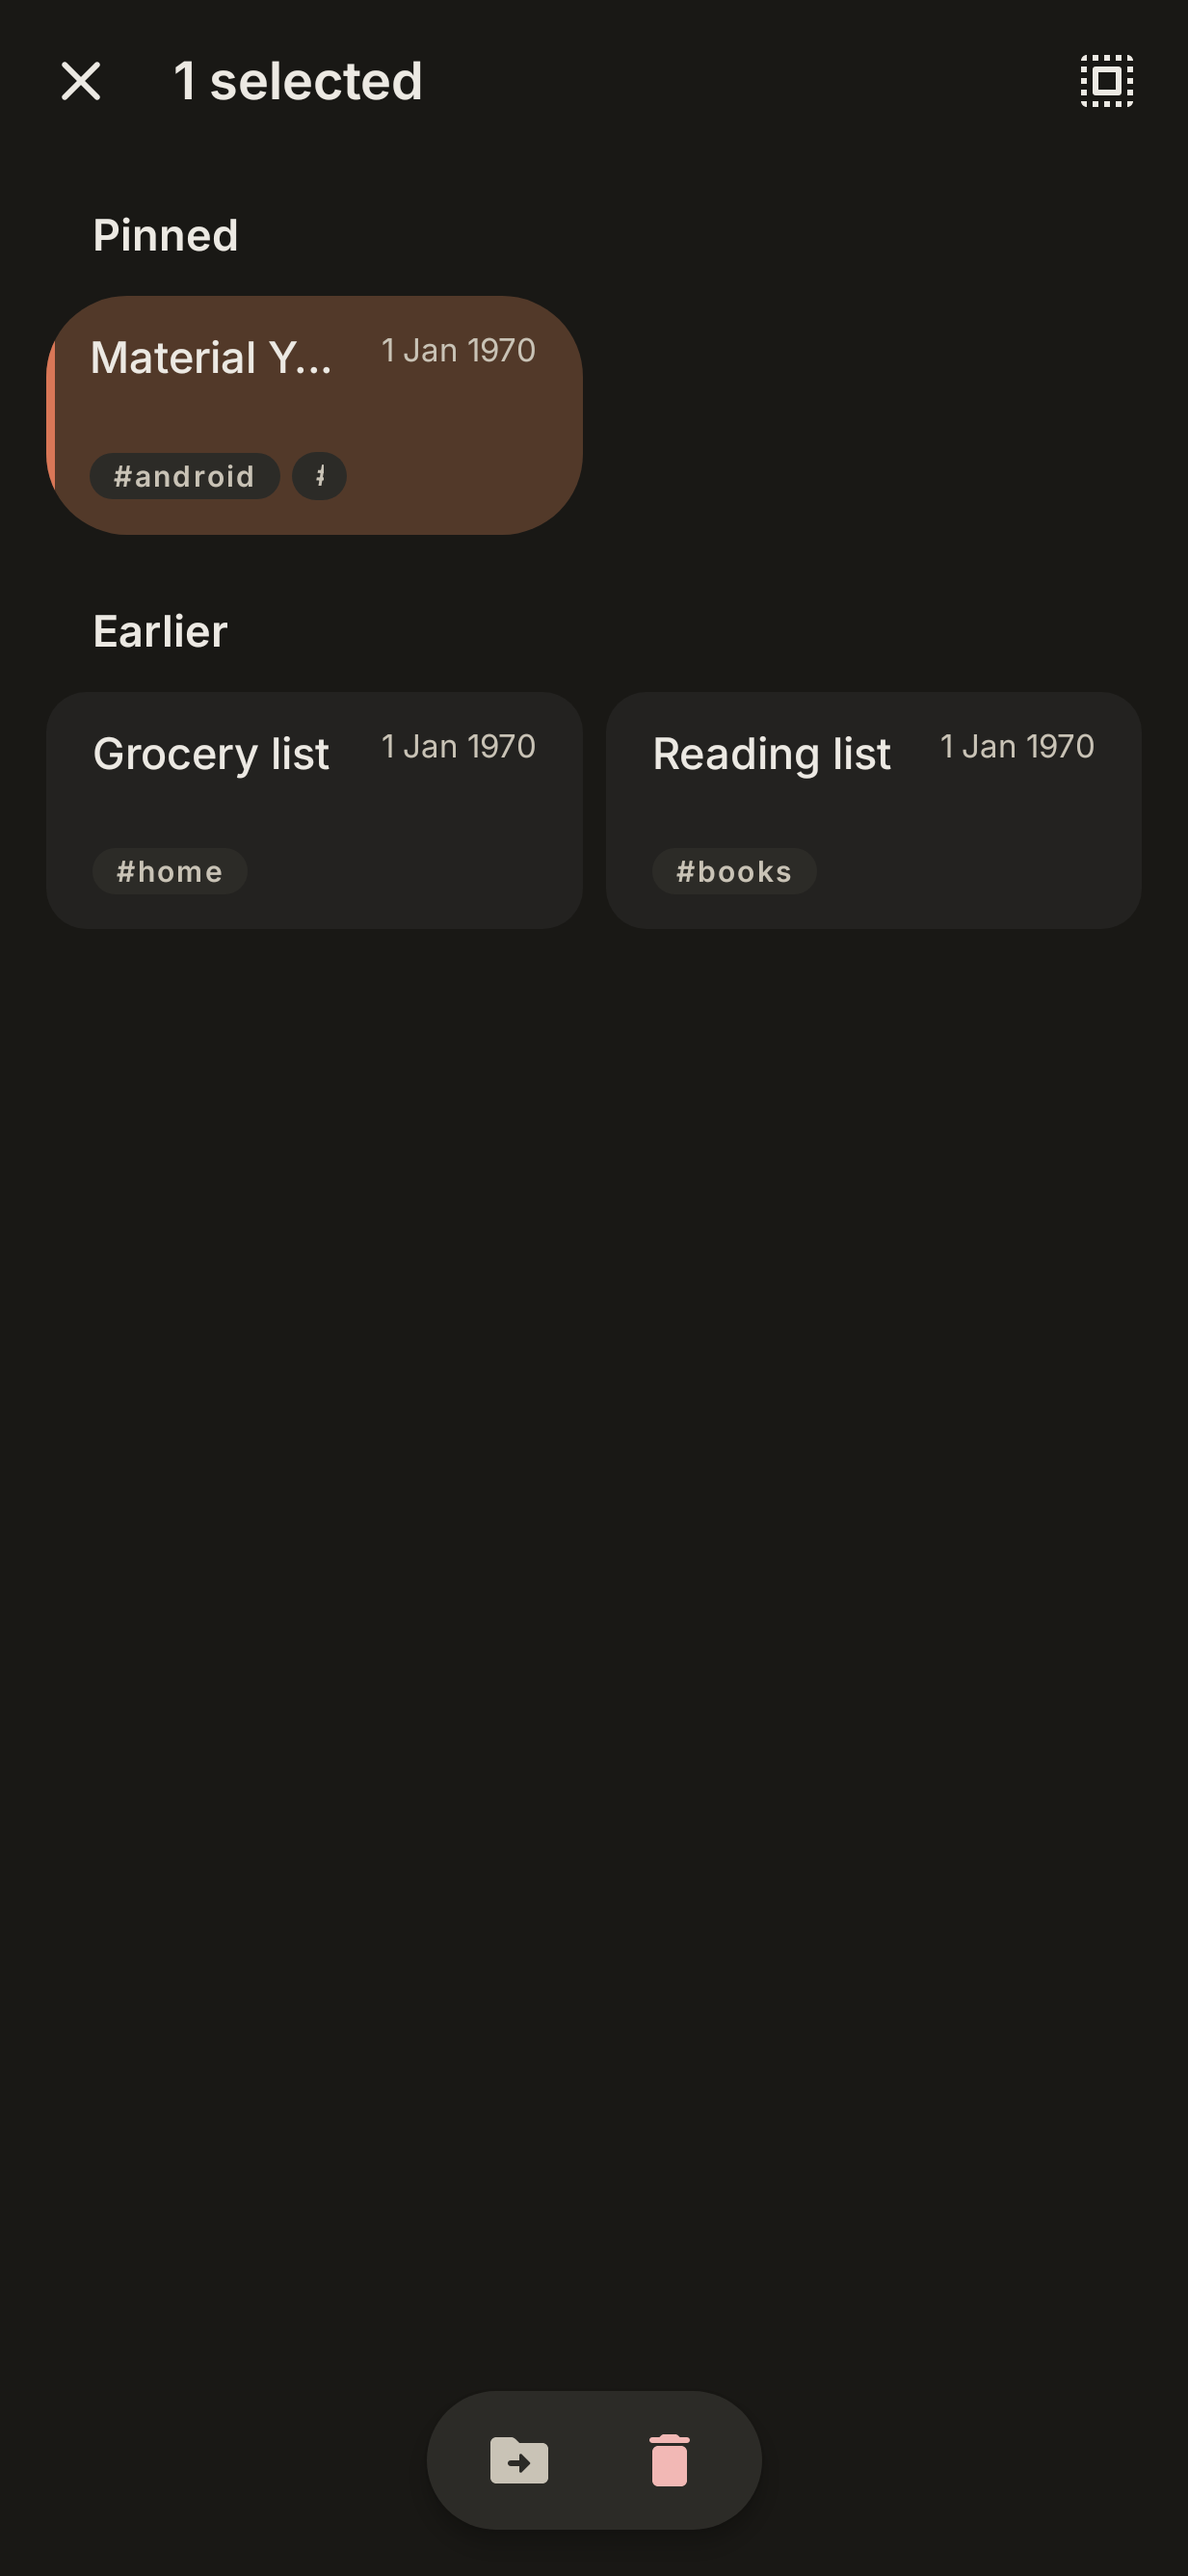 1 selected
Pinned
Material Y... 1 Jan 1970
#android
Earlier
Grocery list 1 Jan 1970
Reading list 1 Jan 1970
#home
#books